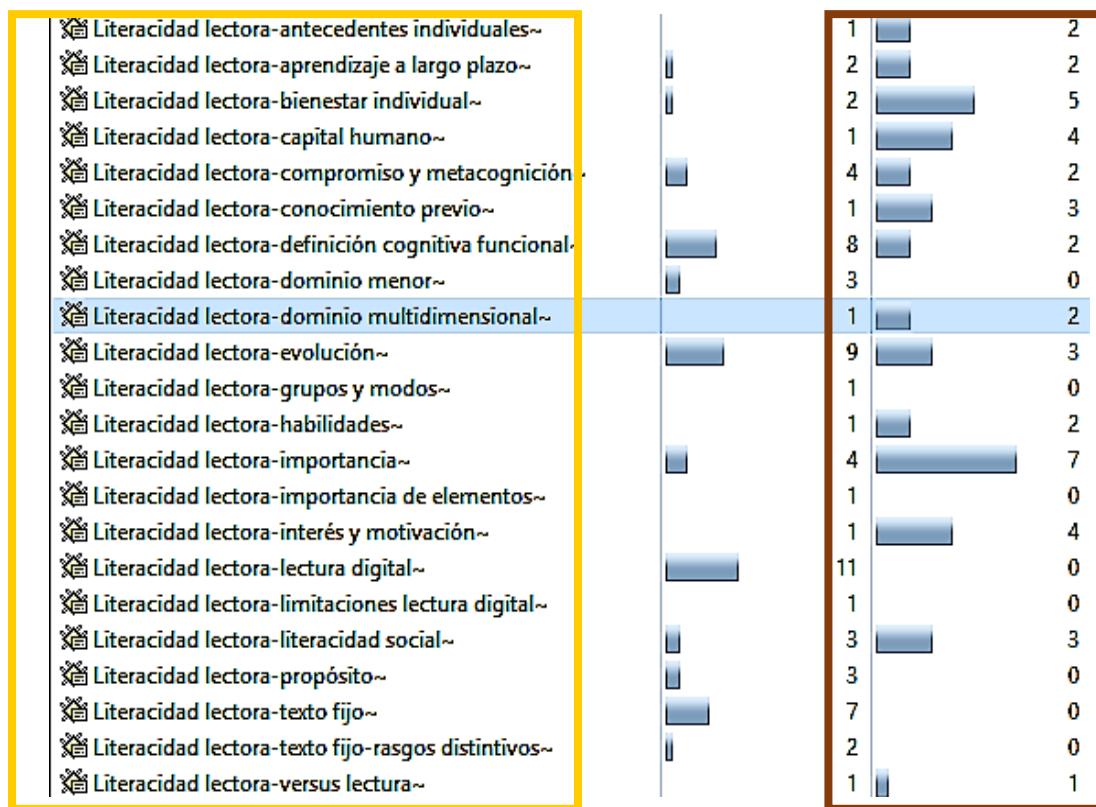 Literacidad lectora-antecedentes individuales~ 1 2
Literacidad lectora-aprendizaje a largo plazo~ 2 2
Literacidad lectora-bienestar individual~ 2 5
Literacidad lectora-capital humano~ 1 4
Literacidad lectora-compromiso y metacognición~ 4 2
Literacidad lectora-conocimiento previo~ 1 3
Literacidad lectora-definición cognitiva funcional~ 8 2
Literacidad lectora-dominio menor~ 3 0
Literacidad lectora-dominio multidimensional~ 1 2
Literacidad lectora-evolución~ 9 3
Literacidad lectora-grupos y modos~ 1 0
Literacidad lectora-habilidades~ 1 2
Literacidad lectora-importancia~ 4 7
Literacidad lectora-importancia de elementos~ 1 0
Literacidad lectora-interés y motivación~ 1 4
Literacidad lectora-lectura digital~ 11 0
Literacidad lectora-limitaciones lectura digital~ 1 0
Literacidad lectora-literacidad social~ 3 3
Literacidad lectora-propósito~ 3 0
Literacidad lectora-texto fijo~ 7 0
Literacidad lectora-texto fijo-rasgos distintivos~ 2 0
Literacidad lectora-versus lectura~ 1 1